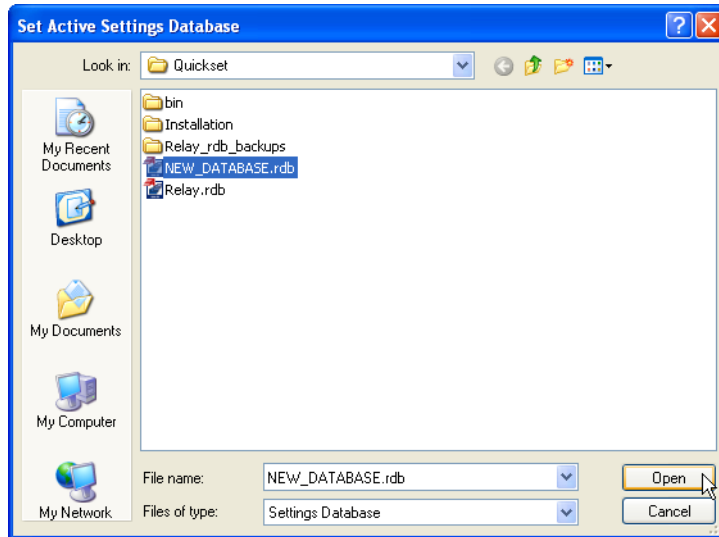 Set Active Settings Database
Look in:
Quickset
My Recent
Documents
Desktop
My Documents
My Computer
My Network
bin
Installation
Relay_rdb_backups
NEW_DATABASE.rdb
Relay.rdb
File name:
NEW_DATABASE.rdb
Open
Files of type:
Settings Database
Cancel